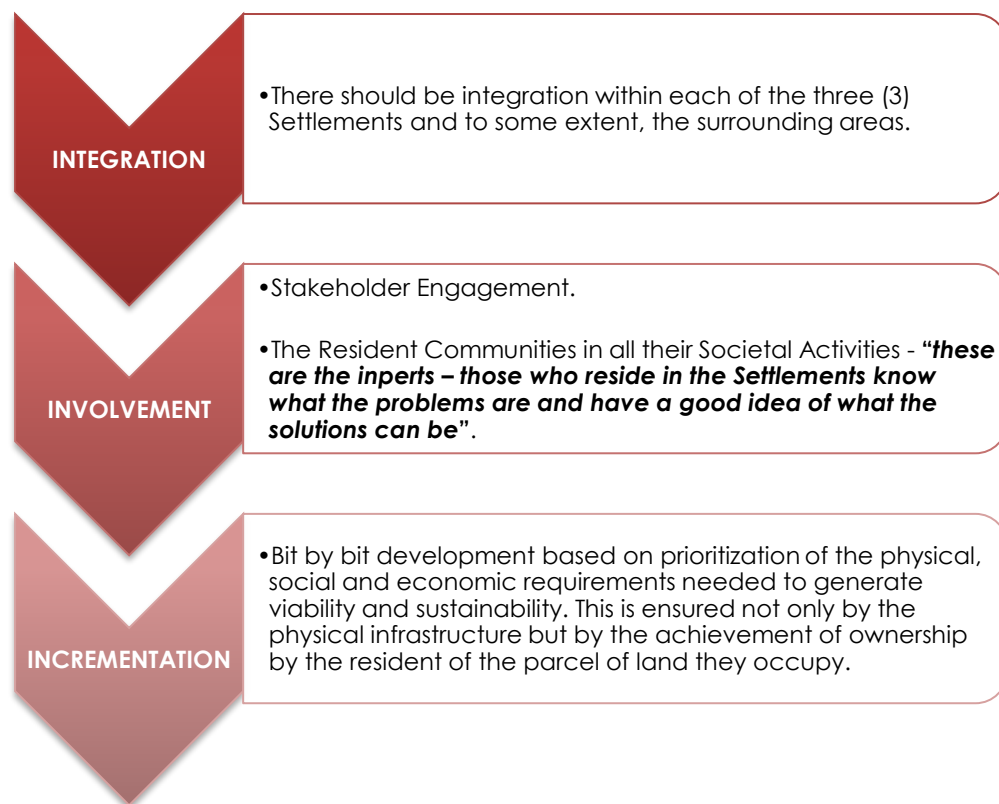 INTEGRATION
•There should be integration within each of the three (3)
Settlements and to some extent, the surrounding areas.
INVOLVEMENT
•Stakeholder Engagement.
•The Resident Communities in all their Societal Activities - “these
are the inperts – those who reside in the Settlements know
what the problems are and have a good idea of what the
solutions can be”.
INCREMENTATION
•Bit by bit development based on prioritization of the physical,
social and economic requirements needed to generate
viability and sustainability. This is ensured not only by the
physical infrastructure but by the achievement of ownership
by the resident of the parcel of land they occupy.